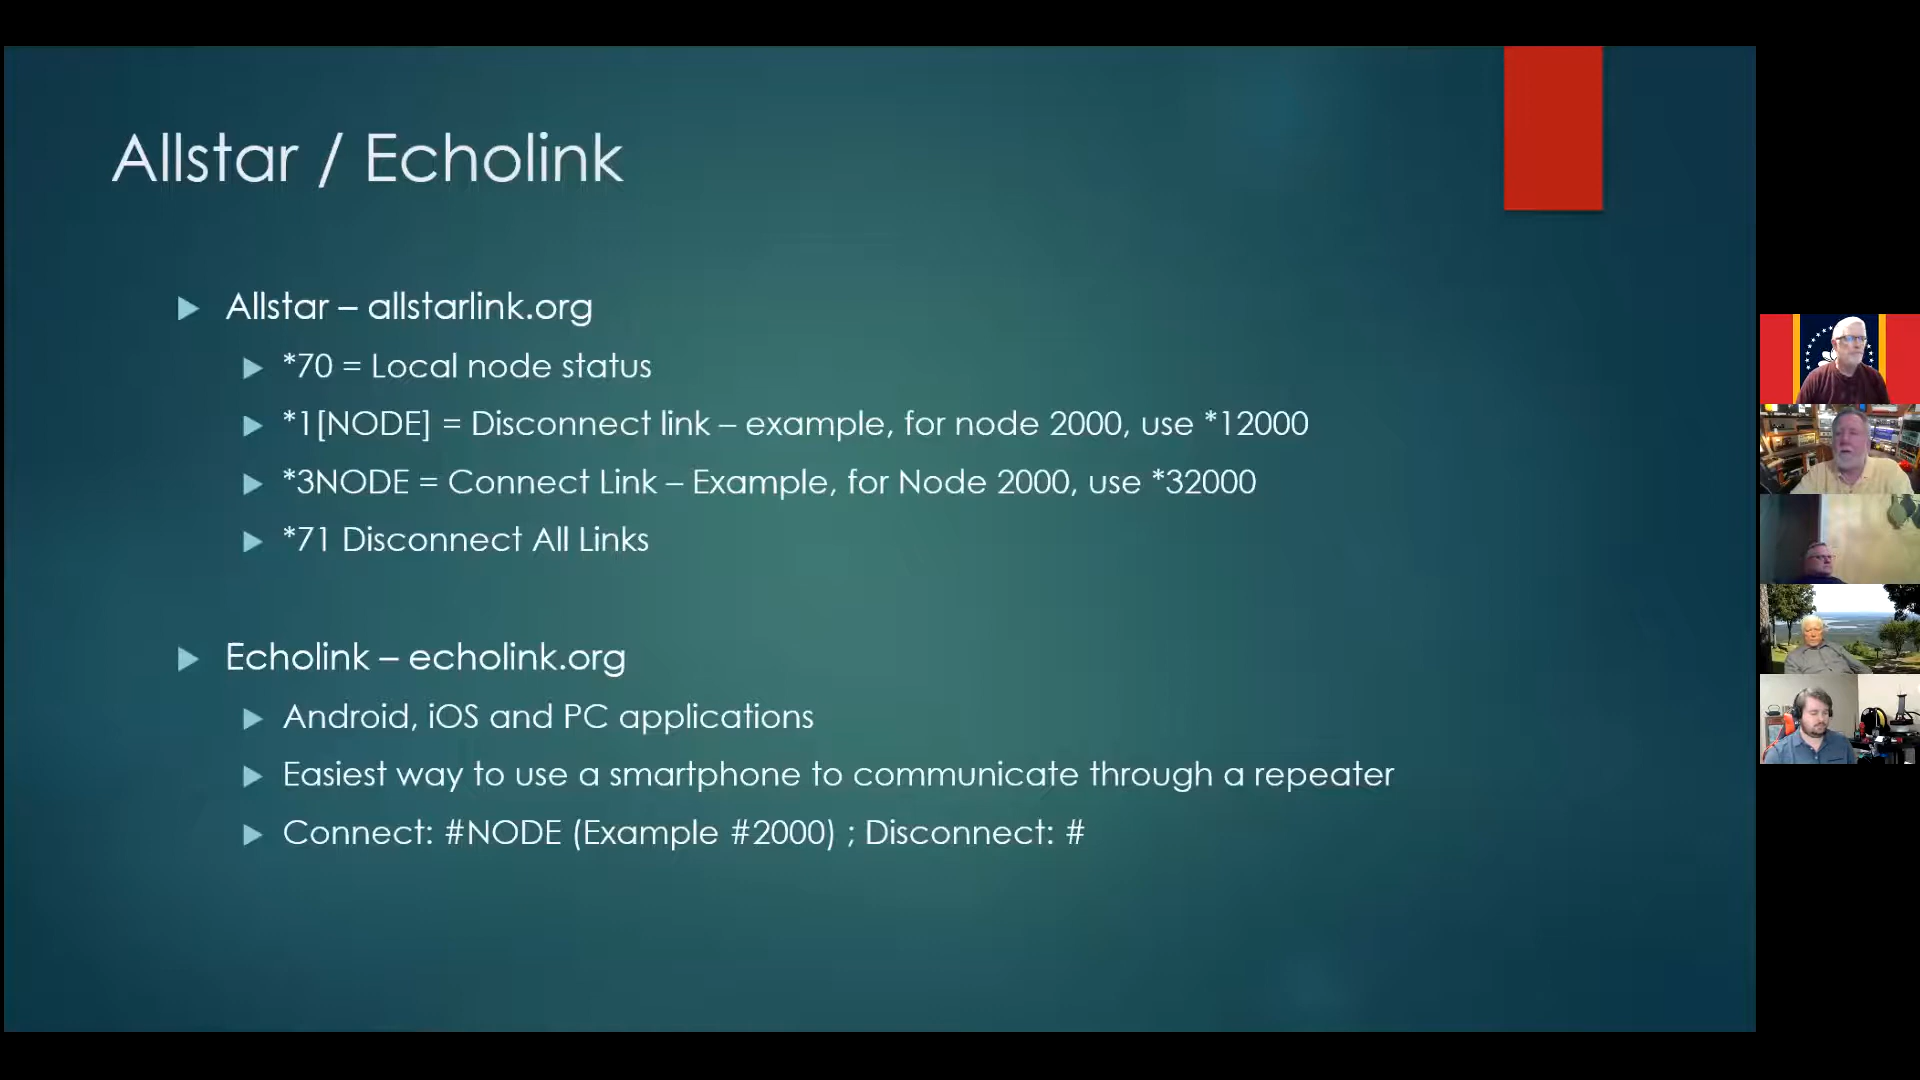 Allstar / Echolink
Allstar – allstarlink.org
*70 = Local node status
*1[NODE] = Disconnect link – example, for node 2000, use *12000
*3NODE = Connect Link – Example, for Node 2000, use *32000
*71 Disconnect All Links
Echolink – echolink.org
Android, iOS and PC applications
Easiest way to use a smartphone to communicate through a repeater
Connect: #NODE (Example #2000) ; Disconnect: #